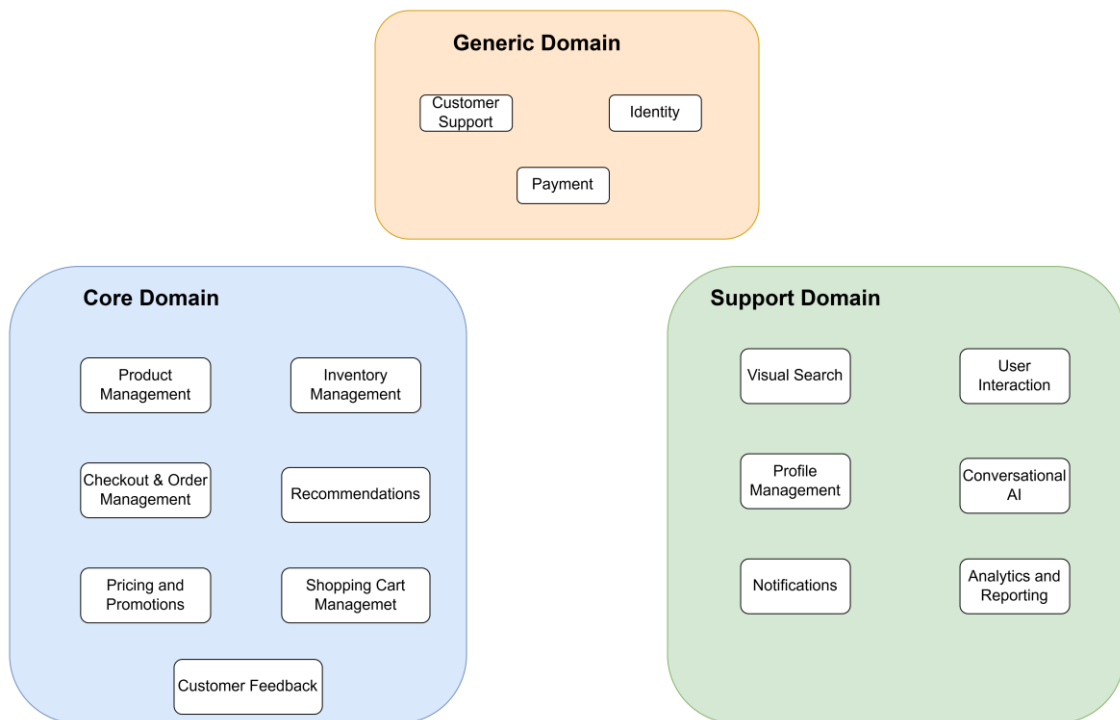 Generic Domain
Customer
Support
Identity
Payment
Core Domain
Product
Management
Inventory
Management
Checkout & Order
Management
Recommendations
Pricing and
Promotions
Shopping Cart
Managemet
Customer Feedback
Support Domain
Visual Search
User
Interaction
Profile
Management
Conversational
AI
Notifications
Analytics and
Reporting